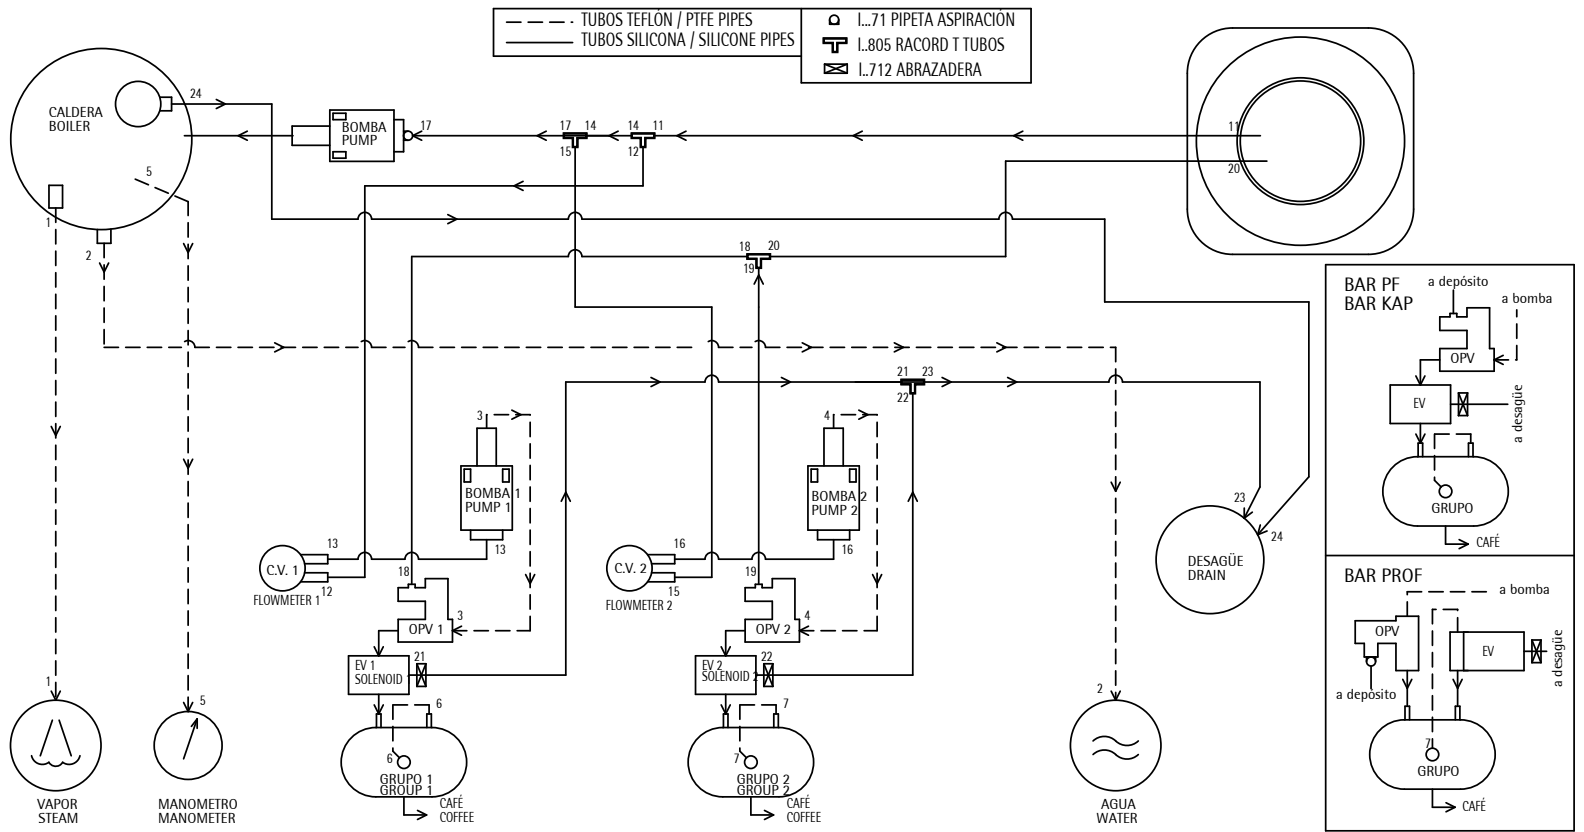 TUBOS TEFLÓN / PTFE PIPES
TUBOS SILICONA / SILICONE PIPES
I...71 PIPETA ASPIRACIÓN
I..805 RACORD T TUBOS
I..712 ABRAZADERA
CALDERA
BOILER
24
5
1
2
BOMBA
PUMP
17
17
14
15
14
11
12
11
20
18
20
19
21
23
22
3
BOMBA 1
PUMP 1
13
13
C.V. 1
12
FLOWMETER 1
18
3
OPV 1
EV 1
SOLENOID 1
21
6
6
GRUPO 1
GROUP 1
CAFÉ
COFFEE
4
BOMBA 2
PUMP 2
16
16
C.V. 2
15
FLOWMETER 2
19
4
OPV 2
EV 2
SOLENOID 2
22
7
7
GRUPO 2
GROUP 2
CAFÉ
COFFEE
23
24
DESAGÜE
DRAIN
1
VAPOR
STEAM
5
MANOMETRO
MANOMETER
2
AGUA
WATER
BAR PF
BAR KAP
a depósito
a bomba
OPV
EV
a desagüe
GRUPO
CAFÉ
BAR PROF
a bomba
OPV
EV
a desagüe
a depósito
7
GRUPO
CAFÉ